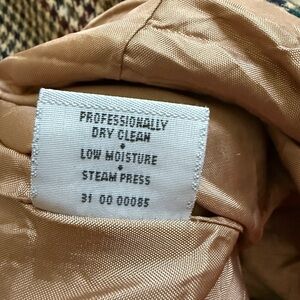 PROFESSIONALLY
DRY CLEAN
•
LOW MOISTURE
•
STEAM PRESS
31 00 00085